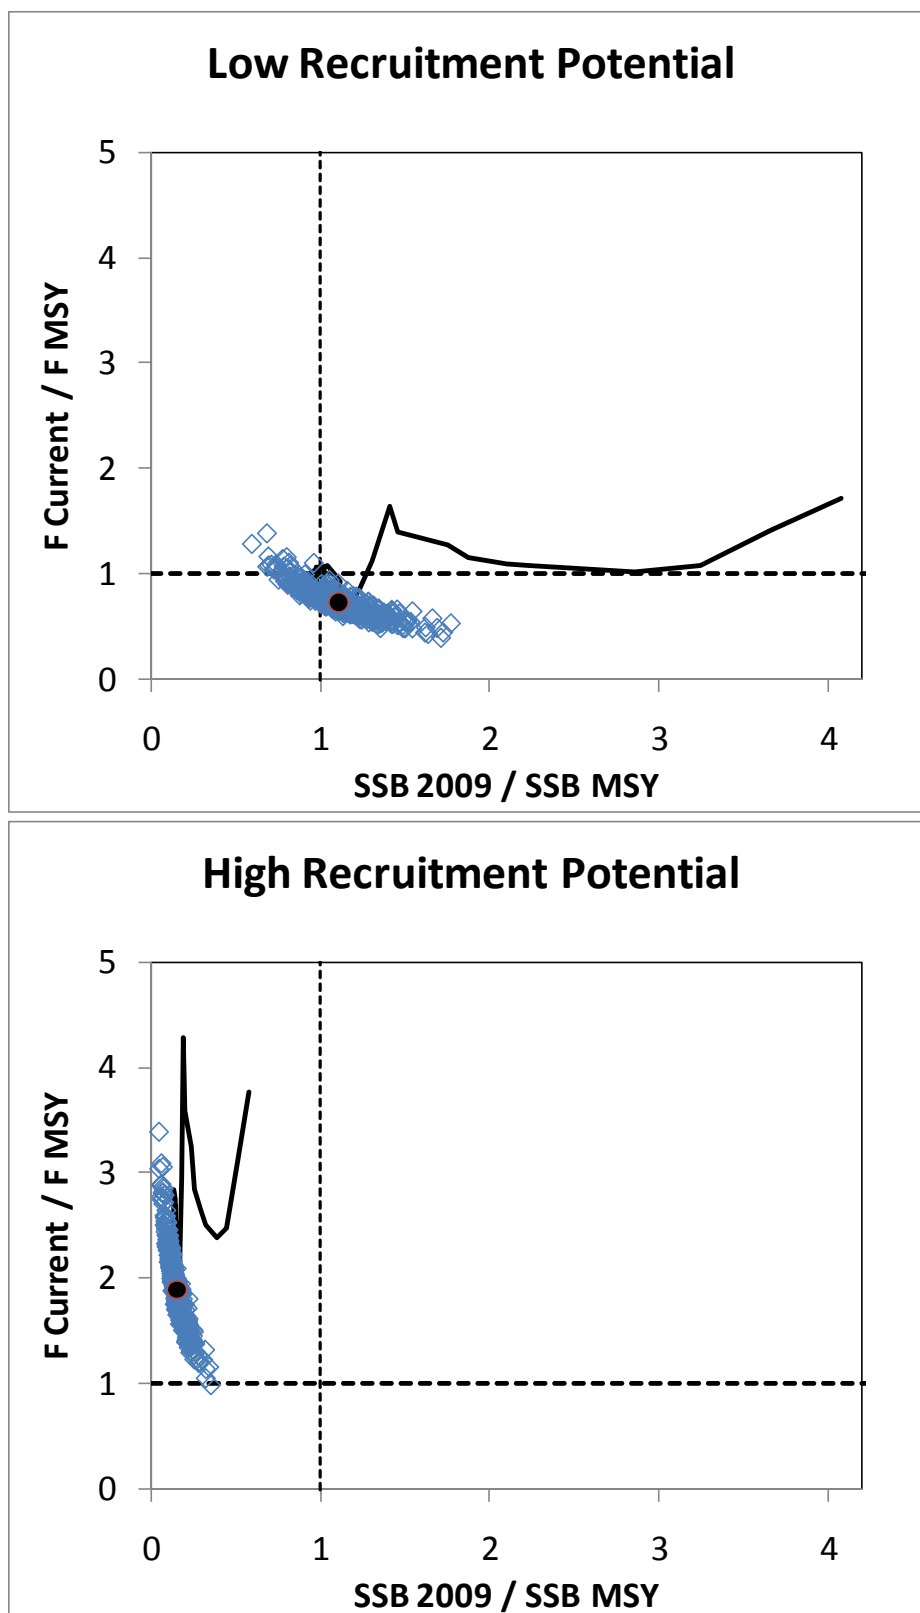 Low Recruitment Potential
5
4
3
2
1
0
F Current / F MSY
0 1 2 3 4
SSB 2009 / SSB MSY
High Recruitment Potential
5
4
3
2
1
0
F Current / F MSY
0 1 2 3 4
SSB 2009 / SSB MSY